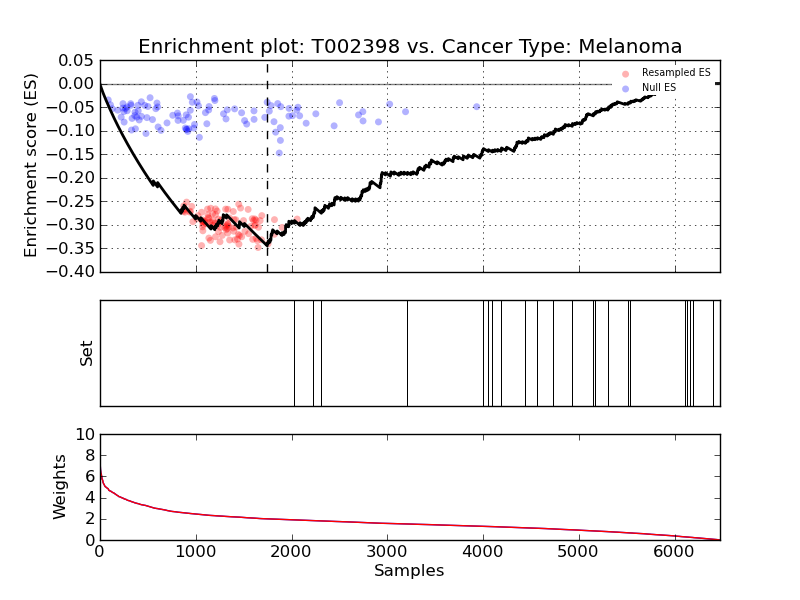 Enrichment plot: T002398 vs. Cancer Type: Melanoma
Enrichment score (ES)
0.05
0.00
−0.05
−0.10
−0.15
−0.20
−0.25
−0.30
−0.35
−0.40
Resampled ES
Null ES
Set
Weights
10
8
6
4
2
0
0 1000 2000 3000 4000 5000 6000
Samples